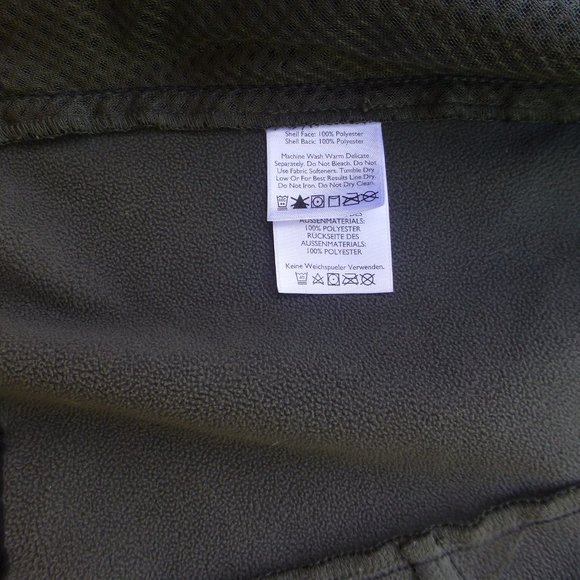 Shell Face: 100% Polyester
Shell Back: 100% Polyester
Machine Wash Warm Delicate
Separately. Do Not Bleach. Do Not
Use Fabric Softeners. Tumble Dry
Low Or For Best Results Line Dry.
Do Not Iron. Do Not Dry Clean.
DES
AUSSENMATERIALS:
100% POLYESTER
RÜCKSEITE DES
AUSSENMATERIALS:
100% POLYESTER
Keine Weichspueler Verwenden.